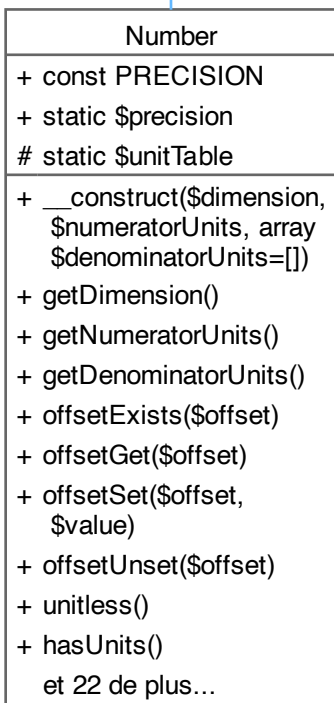 Number
+ const PRECISION
+ static $precision
# static $unitTable
+ __construct($dimension,
$numeratorUnits, array
$denominatorUnits=[])
+ getDimension()
+ getNumeratorUnits()
+ getDenominatorUnits()
+ offsetExists($offset)
+ offsetGet($offset)
+ offsetSet($offset,
$value)
+ offsetUnset($offset)
+ unitless()
+ hasUnits()
et 22 de plus...